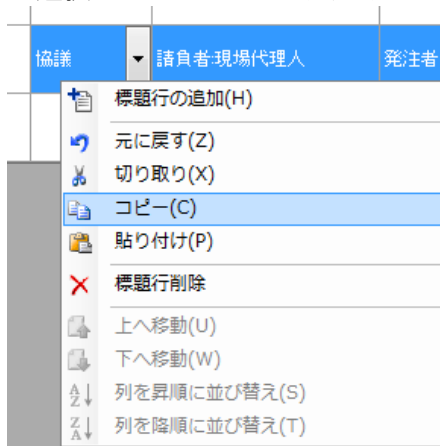 協議 請負者:現場代理人 発注者
標題行の追加(H)
元に戻す(Z)
切り取り(X)
コピー(C)
貼り付け(P)
標題行削除
上へ移動(U)
下へ移動(W)
列を昇順に並び替え(S)
列を降順に並び替え(T)